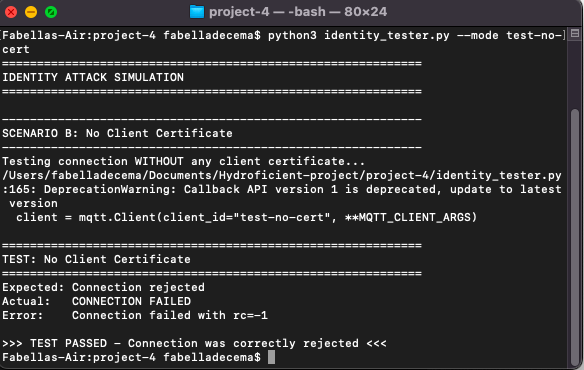 project-4 — -bash — 80×24
[Fabellas-Air:project-4 fabelladecema$ python3 identity_tester.py --mode test-no-]
cert
============================================================
IDENTITY ATTACK SIMULATION
============================================================
------------------------------------------------------------
SCENARIO B: No Client Certificate
------------------------------------------------------------
Testing connection WITHOUT any client certificate...
/Users/fabelladecema/Documents/Hydroficient-project/project-4/identity_tester.py
:165: DeprecationWarning: Callback API version 1 is deprecated, update to latest
 version
  client = mqtt.Client(client_id="test-no-cert", **MQTT_CLIENT_ARGS)
============================================================
TEST: No Client Certificate
============================================================
Expected: Connection rejected
Actual:   CONNECTION FAILED
Error:    Connection failed with rc=-1
>>> TEST PASSED - Connection was correctly rejected <<<
Fabellas-Air:project-4 fabelladecema$